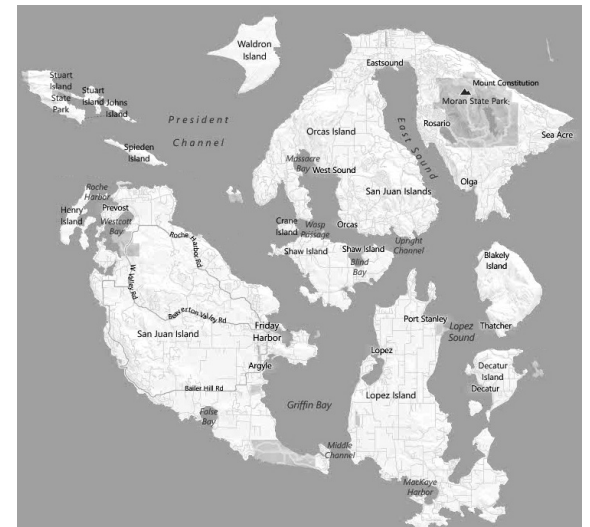 Waldron
Island
Eastsound
Mount Constitution
Moran State Park
Stuart
Island
State
Park
Stuart
Island
Johns
Island
President
Channel
Rosario
Sea Acre
East Sound
Orcas Island
Spieden
Island
Massacre
Bay
West Sound
Olga
San Juan Islands
Roche
Harbor
Henry
Island
Prevost
Westcott
Bay
Crane
Island
Wasp
Passage
Orcas
Roche Harbor Rd
Shaw Island
Shaw Island
Upright
Channel
Blind
Bay
Blakely
Island
W Valley Rd
Beaverton Valley Rd
San Juan Island
Friday
Harbor
Port Stanley
Lopez
Sound
Thatcher
Lopez
Argyle
Decatur
Island
Decatur
Bailer Hill Rd
Lopez Island
False
Bay
Griffin Bay
Middle
Channel
MacKaye
Harbor